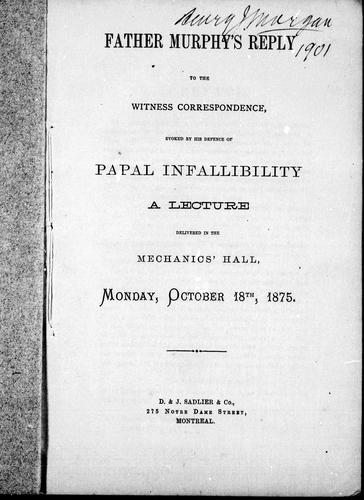 Henry J Morgan
1901
FATHER MURPHY'S REPLY
TO THE
WITNESS CORRESPONDENCE,
EVOKED BY HIS DEFENCE OF
PAPAL INFALLIBILITY
A LECTURE
DELIVERED IN THE
MECHANICS' HALL,
MONDAY, OCTOBER 18TH, 1875.
D. & J. SADLIER & Co.,
275 NOTRE DAME STREET,
MONTREAL.